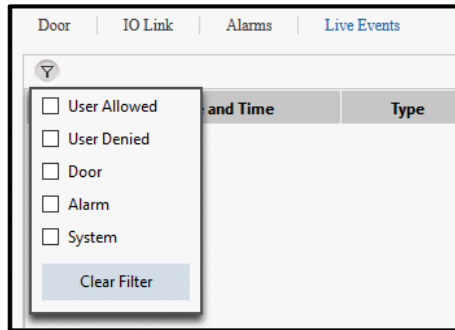 Door IO Link Alarms Live Events
and Time Type
User Allowed
User Denied
Door
Alarm
System
Clear Filter